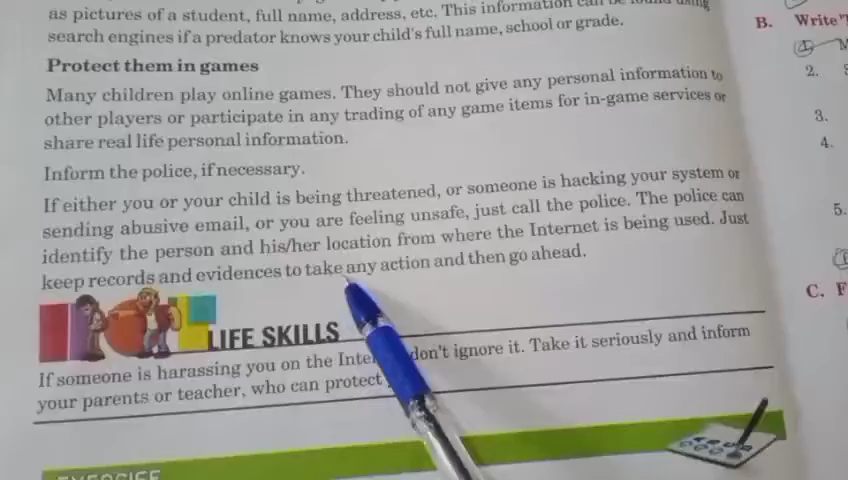 as pictures of a student, full name, address, etc. This information can be found using
search engines if a predator knows your child's full name, school or grade.
Protect them in games
Many children play online games. They should not give any personal information to
other players or participate in any trading of any game items for in-game services or
share real life personal information.
Inform the police, if necessary.
If either you or your child is being threatened, or someone is hacking your system or
sending abusive email, or you are feeling unsafe, just call the police. The police can
identify the person and his/her location from where the Internet is being used. Just
keep records and evidences to take any action and then go ahead.
LIFE SKILLS
If someone is harassing you on the Inte don't ignore it. Take it seriously and inform
your parents or teacher, who can protect
EXERCISE
B. Write
2.
3.
4.
5.
C. F